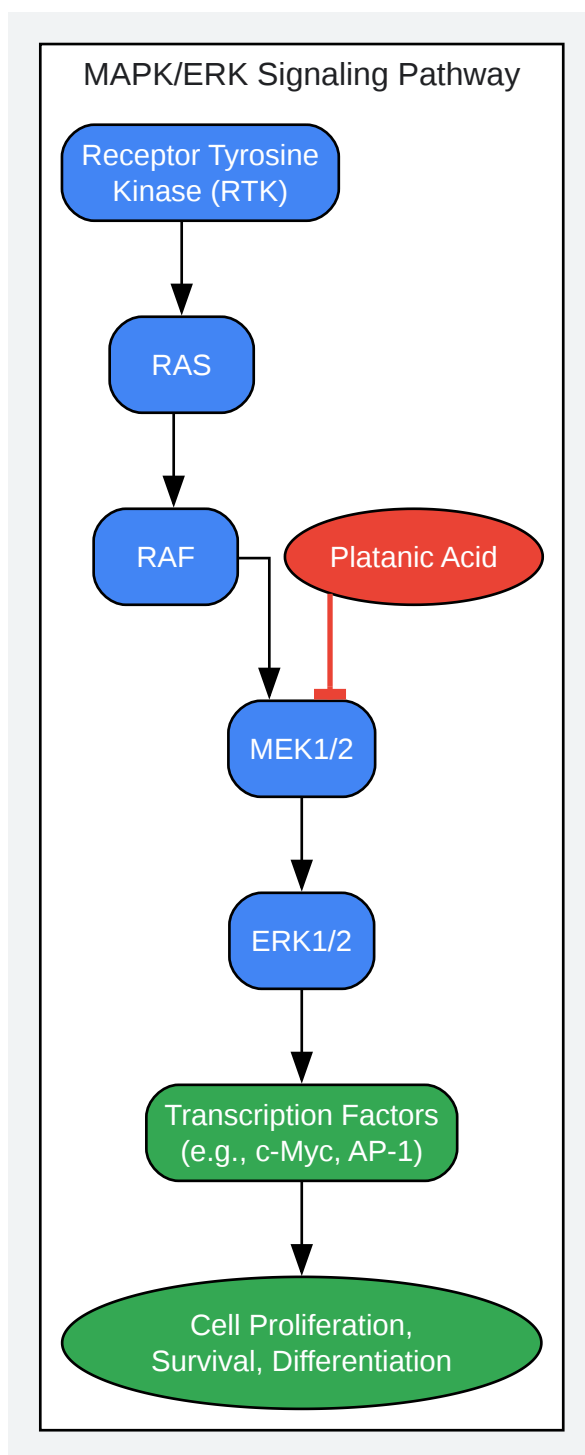 MAPK/ERK Signaling Pathway
Receptor Tyrosine
Kinase (RTK)
RAS
RAF
Platanic Acid
MEK1/2
ERK1/2
Transcription Factors
(e.g., c-Myc, AP-1)
Cell Proliferation,
Survival, Differentiation